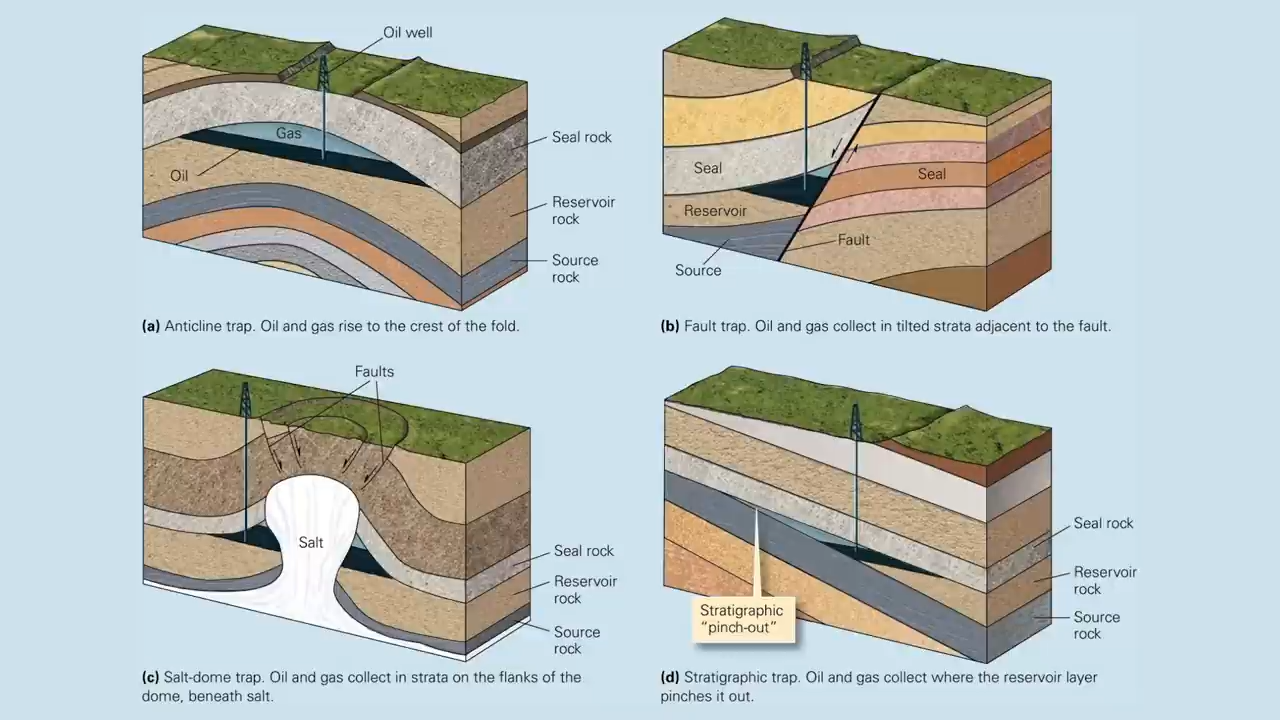 Oil well
Gas
Oil
Seal rock
Reservoir
rock
Source
rock
(a) Anticline trap. Oil and gas rise to the crest of the fold.
Seal
Seal
Reservoir
Fault
Source
(b) Fault trap. Oil and gas collect in tilted strata adjacent to the fault.
Faults
Salt
Seal rock
Reservoir
rock
Source
rock
(c) Salt-dome trap. Oil and gas collect in strata on the flanks of the
dome, beneath salt.
Seal rock
Reservoir
rock
Source
rock
Stratigraphic
“pinch-out”
(d) Stratigraphic trap. Oil and gas collect where the reservoir layer
pinches it out.